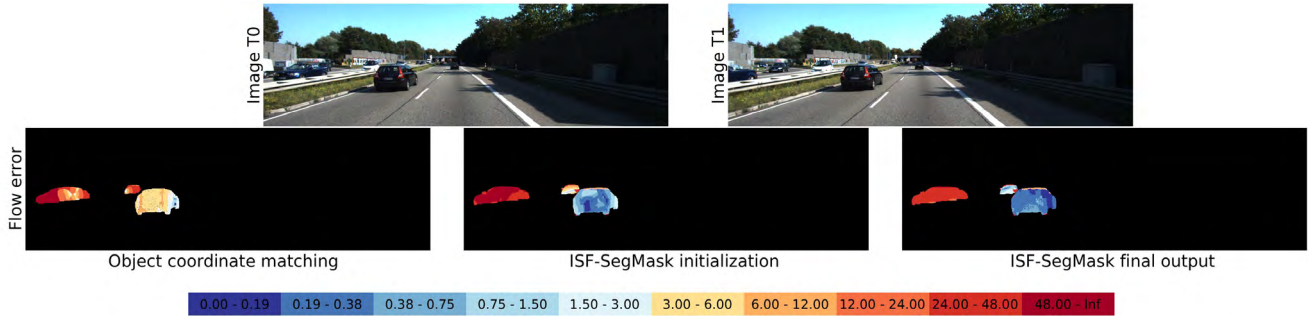 Image T0
Image T1
Flow error
Object coordinate matching
ISF-SegMask initialization
ISF-SegMask final output
0.00 - 0.19
0.19 - 0.38
0.38 - 0.75
0.75 - 1.50
1.50 - 3.00
3.00 - 6.00
6.00 - 12.00
12.00 - 24.00
24.00 - 48.00
48.00 - Inf